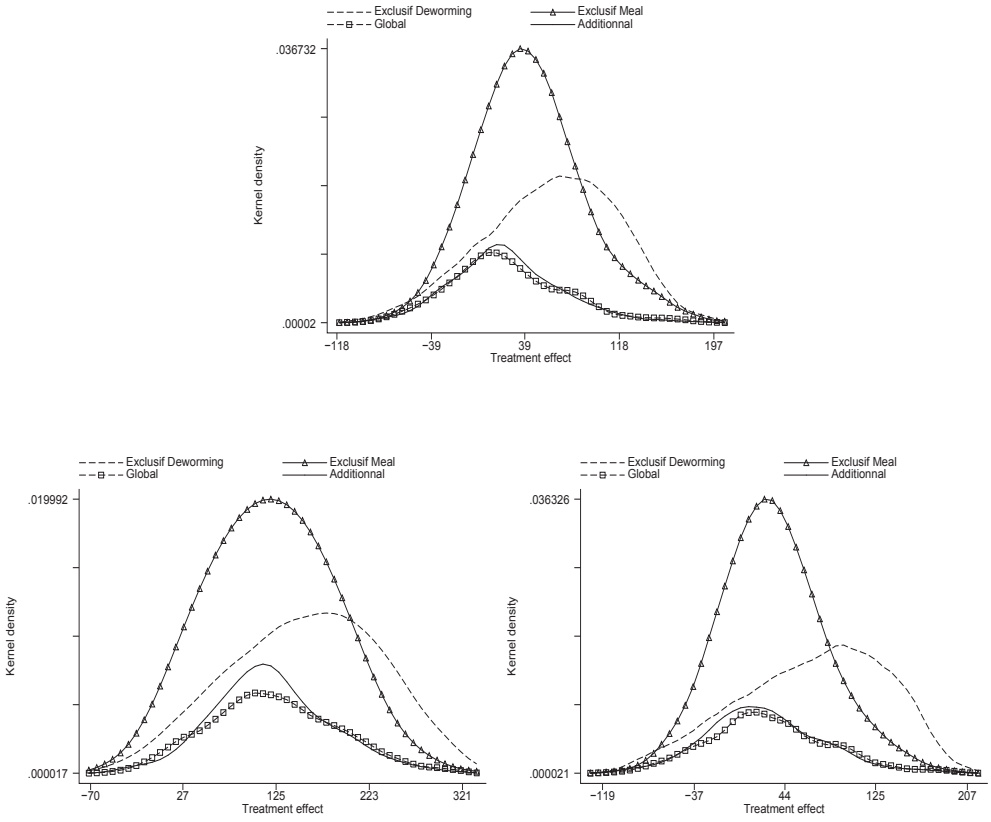 Exclusif Deworming Exclusif Meal
Global Additionnal
.036732
Kernel density
.00002
−118 −39 39 118 197
Treatment effect
Exclusif Deworming Exclusif Meal
Global Additionnal
.019992
Kernel density
.000017
−70 27 125 223 321
Treatment effect
Exclusif Deworming Exclusif Meal
Global Additionnal
.036326
Kernel density
.000021
−119 −37 44 125 207
Treatment effect